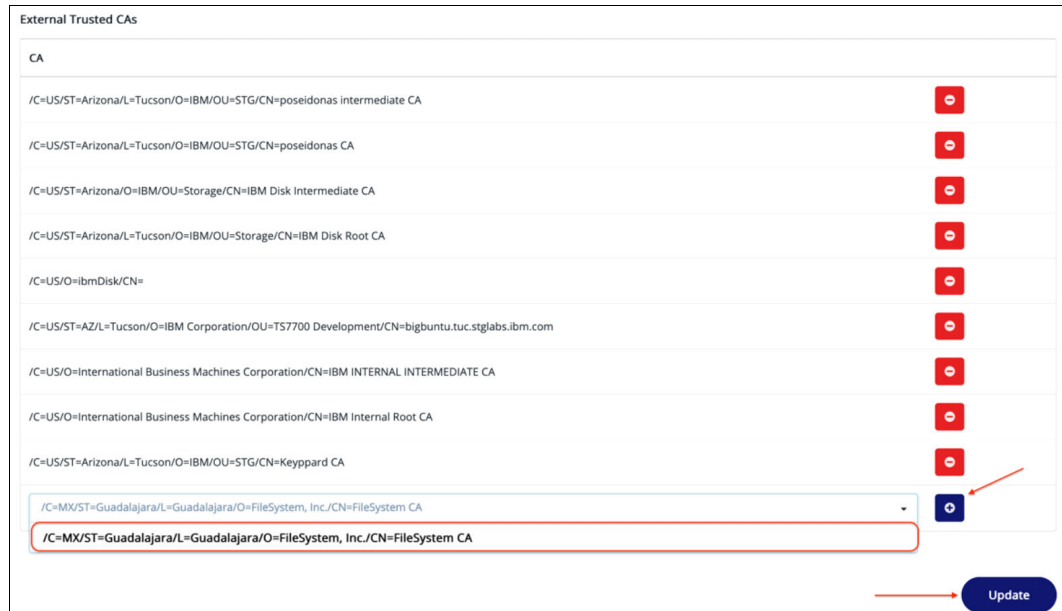 External Trusted CAs
CA
/C=US/ST=Arizona/L=Tucson/O=IBM/OU=STG/CN=poseidonas intermediate CA
/C=US/ST=Arizona/L=Tucson/O=IBM/OU=STG/CN=poseidonas CA
/C=US/ST=Arizona/O=IBM/OU=Storage/CN=IBM Disk Intermediate CA
/C=US/ST=Arizona/L=Tucson/O=IBM/OU=Storage/CN=IBM Disk Root CA
/C=US/O=ibmDisk/CN=
/C=US/ST=AZ/L=Tucson/O=IBM Corporation/OU=TS7700 Development/CN=bigbuntu.tuc.stglabs.ibm.com
/C=US/O=International Business Machines Corporation/CN=IBM INTERNAL INTERMEDIATE CA
/C=US/O=International Business Machines Corporation/CN=IBM Internal Root CA
/C=US/ST=Arizona/L=Tucson/O=IBM/OU=STG/CN=Keyppard CA
/C=MX/ST=Guadalajara/L=Guadalajara/O=FileSystem, Inc./CN=FileSystem CA
/C=MX/ST=Guadalajara/L=Guadalajara/O=FileSystem, Inc./CN=FileSystem CA
Update